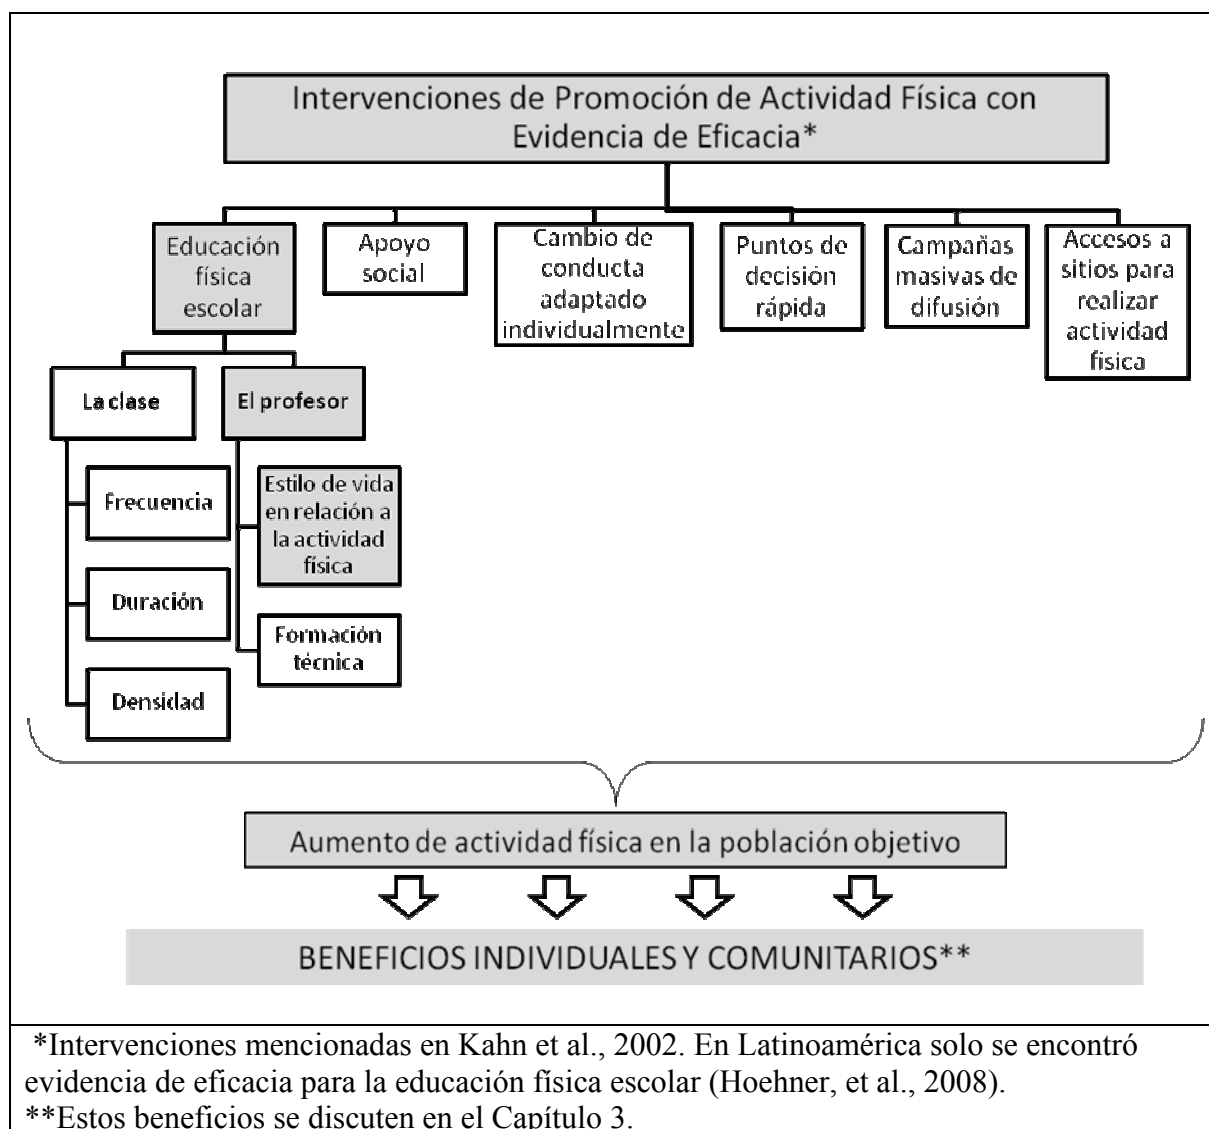 Intervenciones de Promoción de Actividad Física con
Evidencia de Eficacia*
Educación
física
escolar
Apoyo
social
Cambio de
conducta
adaptado
individualmente
Puntos de
decisión
rápida
Campañas
masivas de
difusión
Accesos a
sitios para
realizar
actividad
física
La clase
El profesor
Frecuencia
Duración
Densidad
Estilo de vida
en relación a
la actividad
física
Formación
técnica
Aumento de actividad física en la población objetivo
BENEFICIOS INDIVIDUALES Y COMUNITARIOS**
*Intervenciones mencionadas en Kahn et al., 2002. En Latinoamérica solo se encontró
evidencia de eficacia para la educación física escolar (Hoehner, et al., 2008).
**Estos beneficios se discuten en el Capítulo 3.